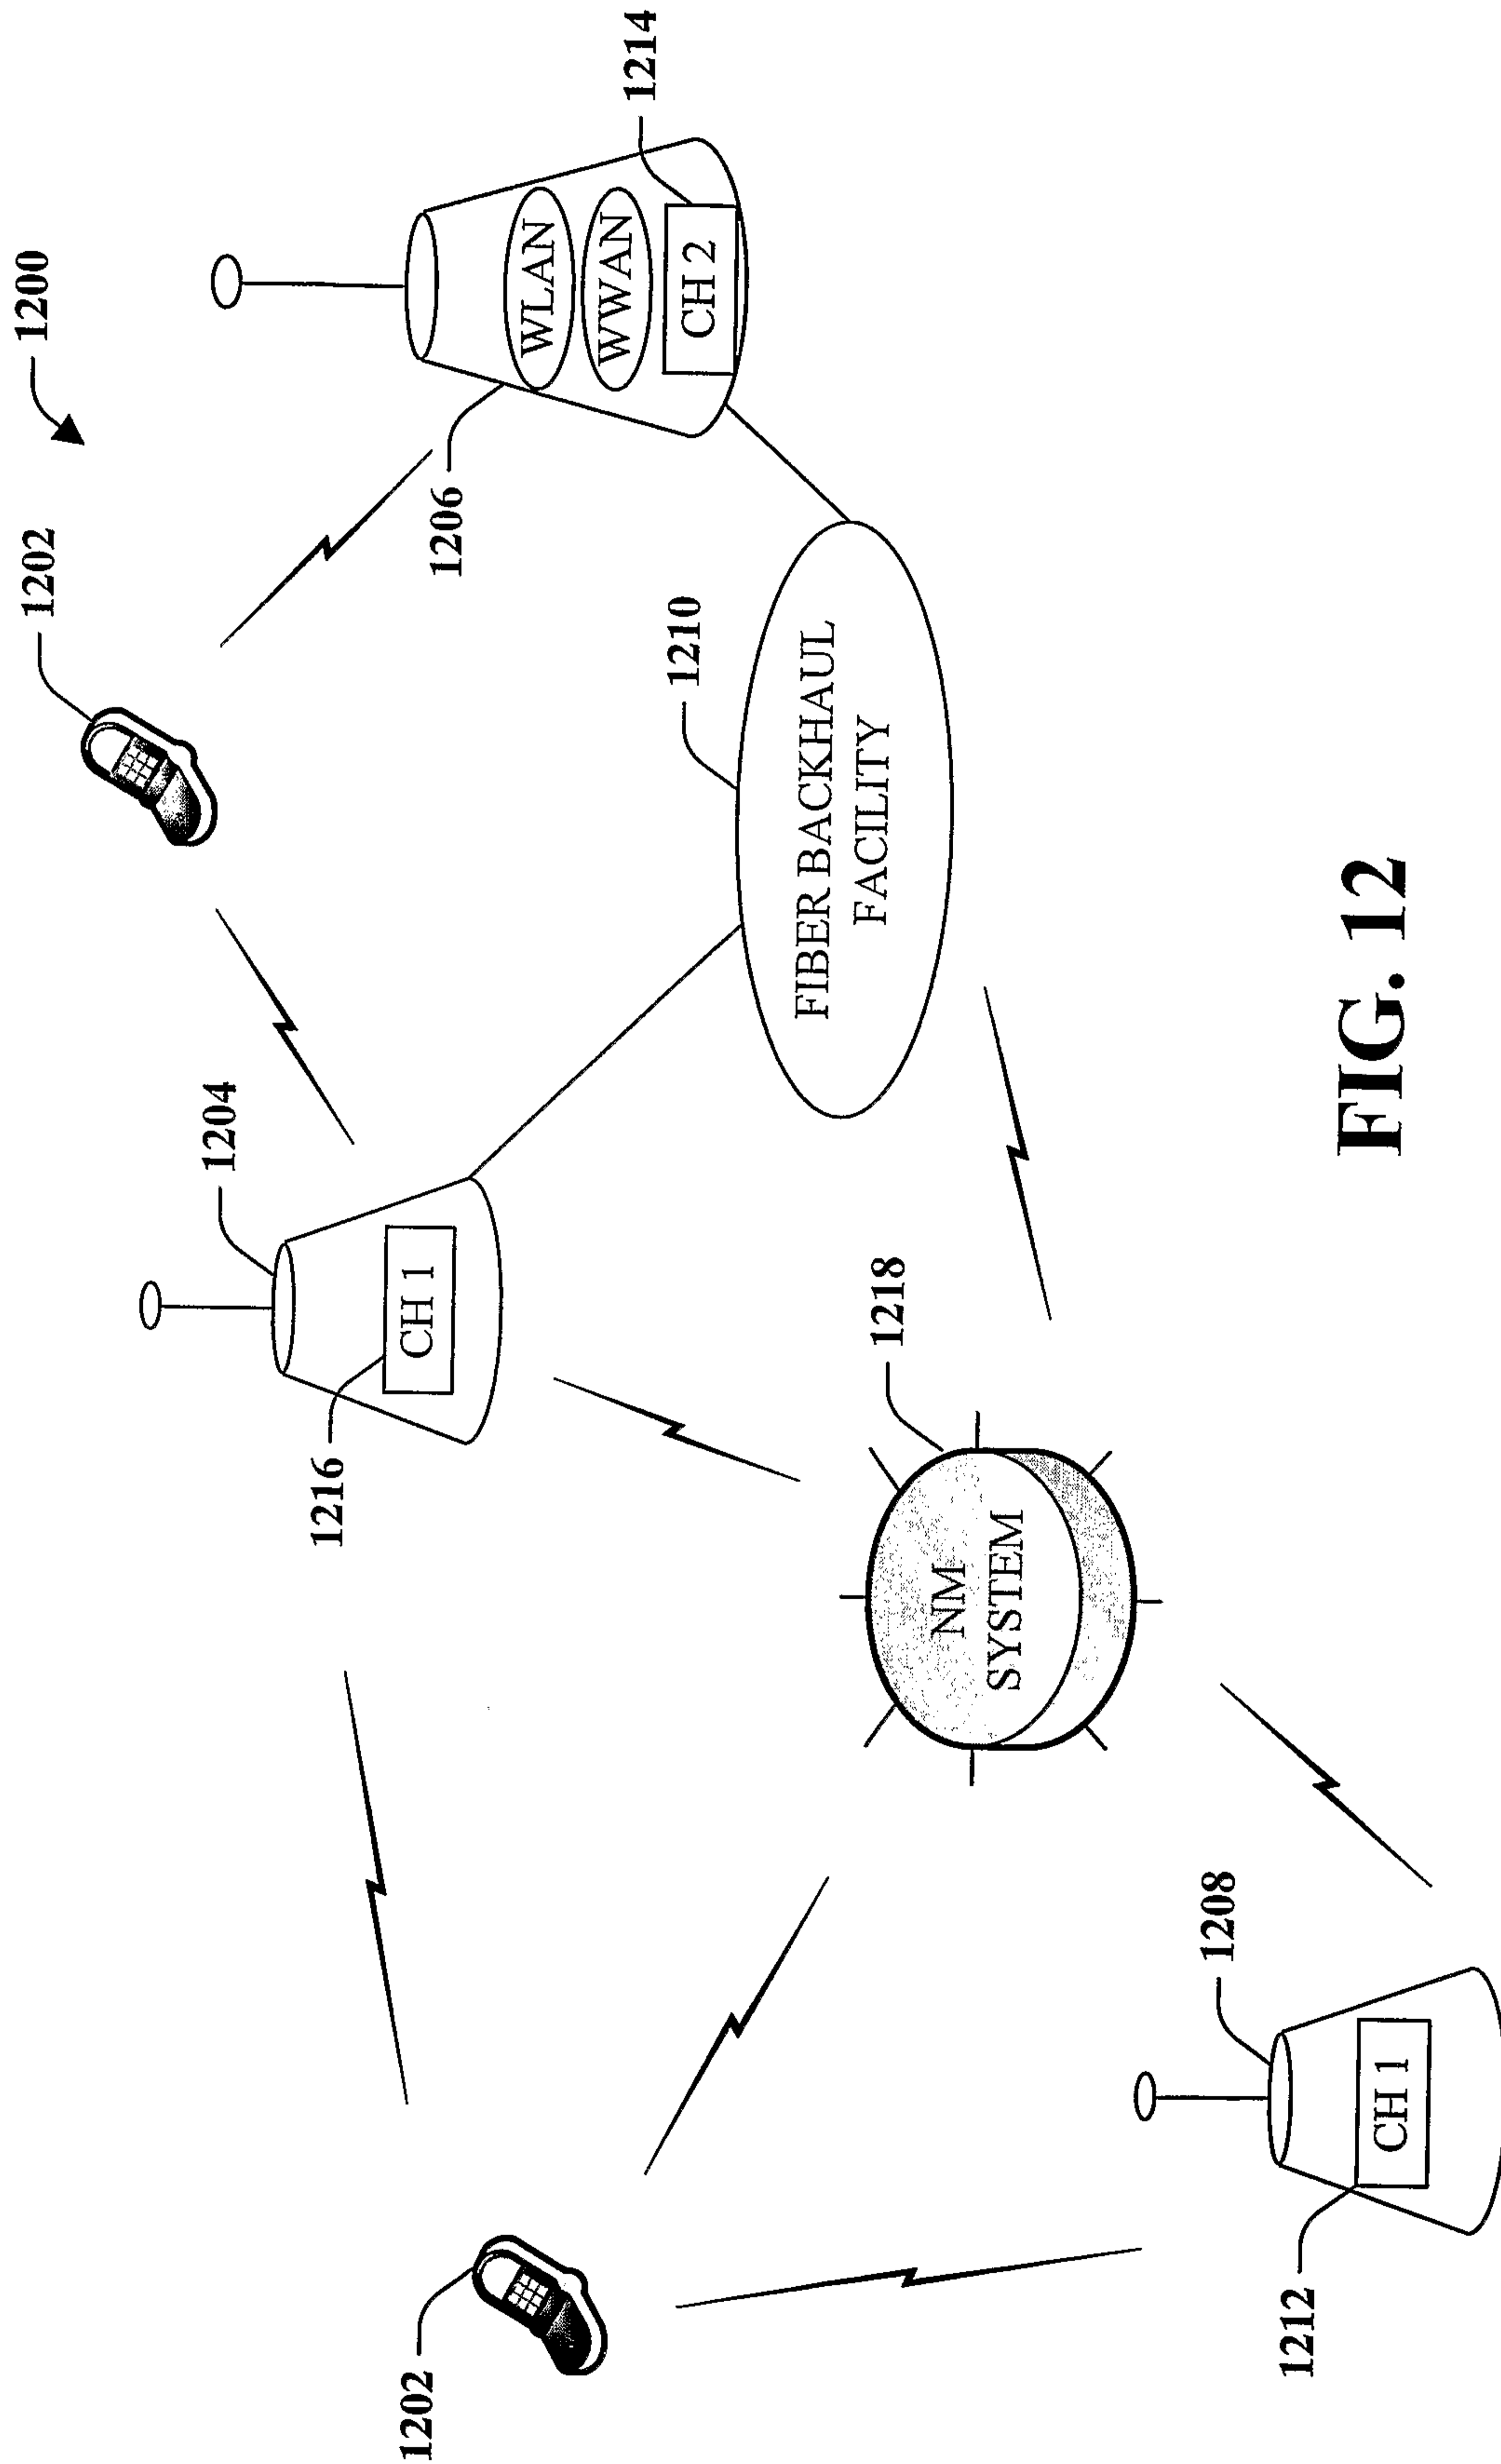 1200
1202
1204
1206
WLAN
WWAN
CH 2
1214
1216
CH 1
1210
FIBER BACKHAUL
FACILITY
1202
1218
NM
SYSTEM
1208
1212
CH 1
FIG. 12